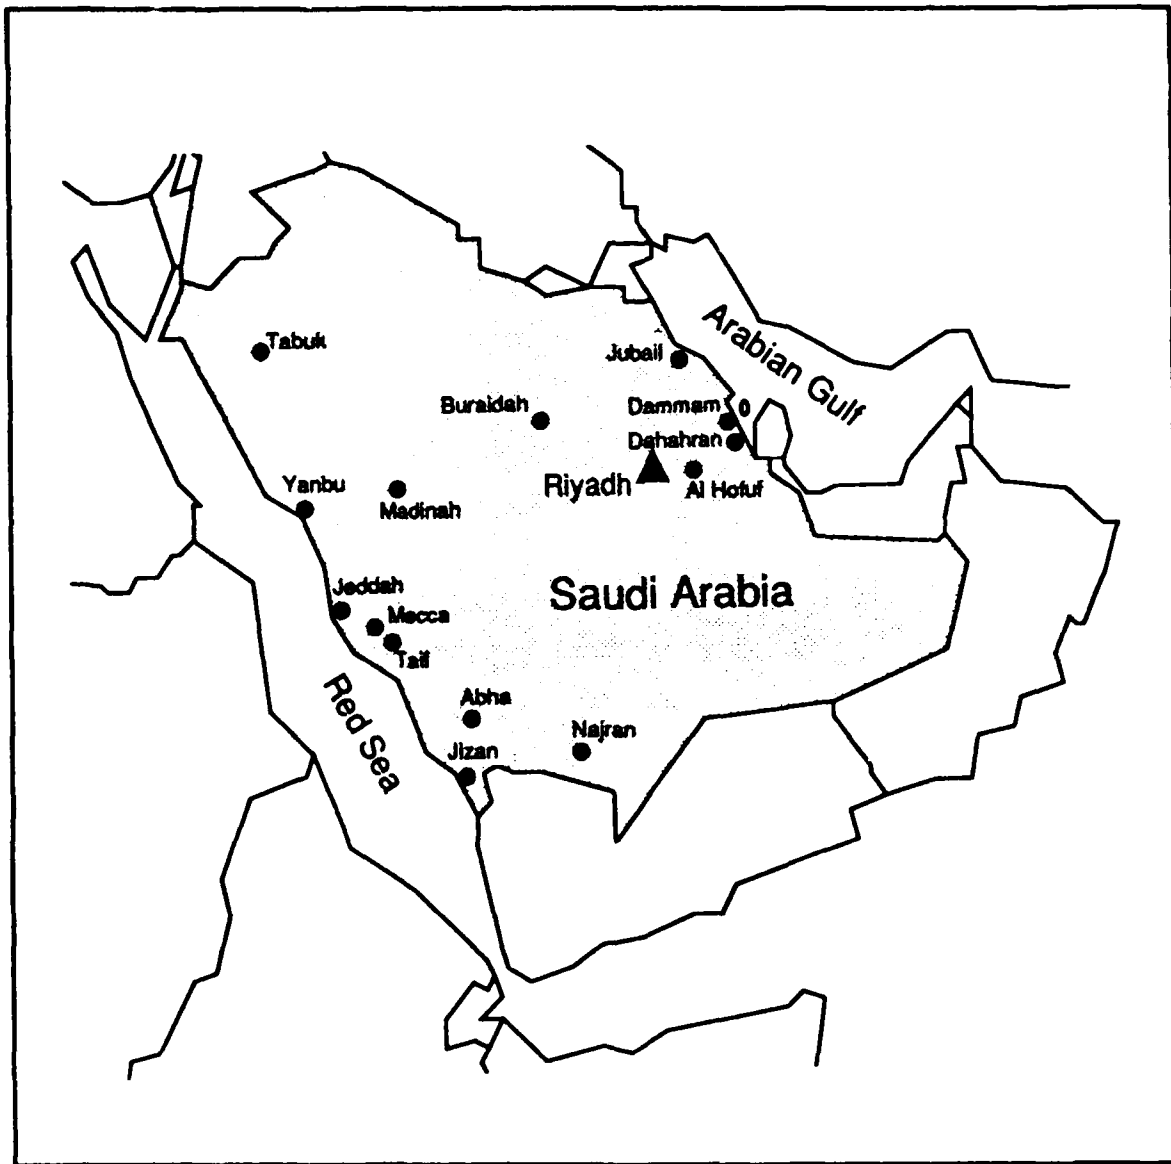 Tabuk
Jubail
Arabian Gulf
Buraidah
Dammam
0
Dahahran
Riyadh
Al Hofuf
Yanbu
Madinah
Saudi Arabia
Jeddah
Mecca
Taif
Red Sea
Abha
Najran
Jizan